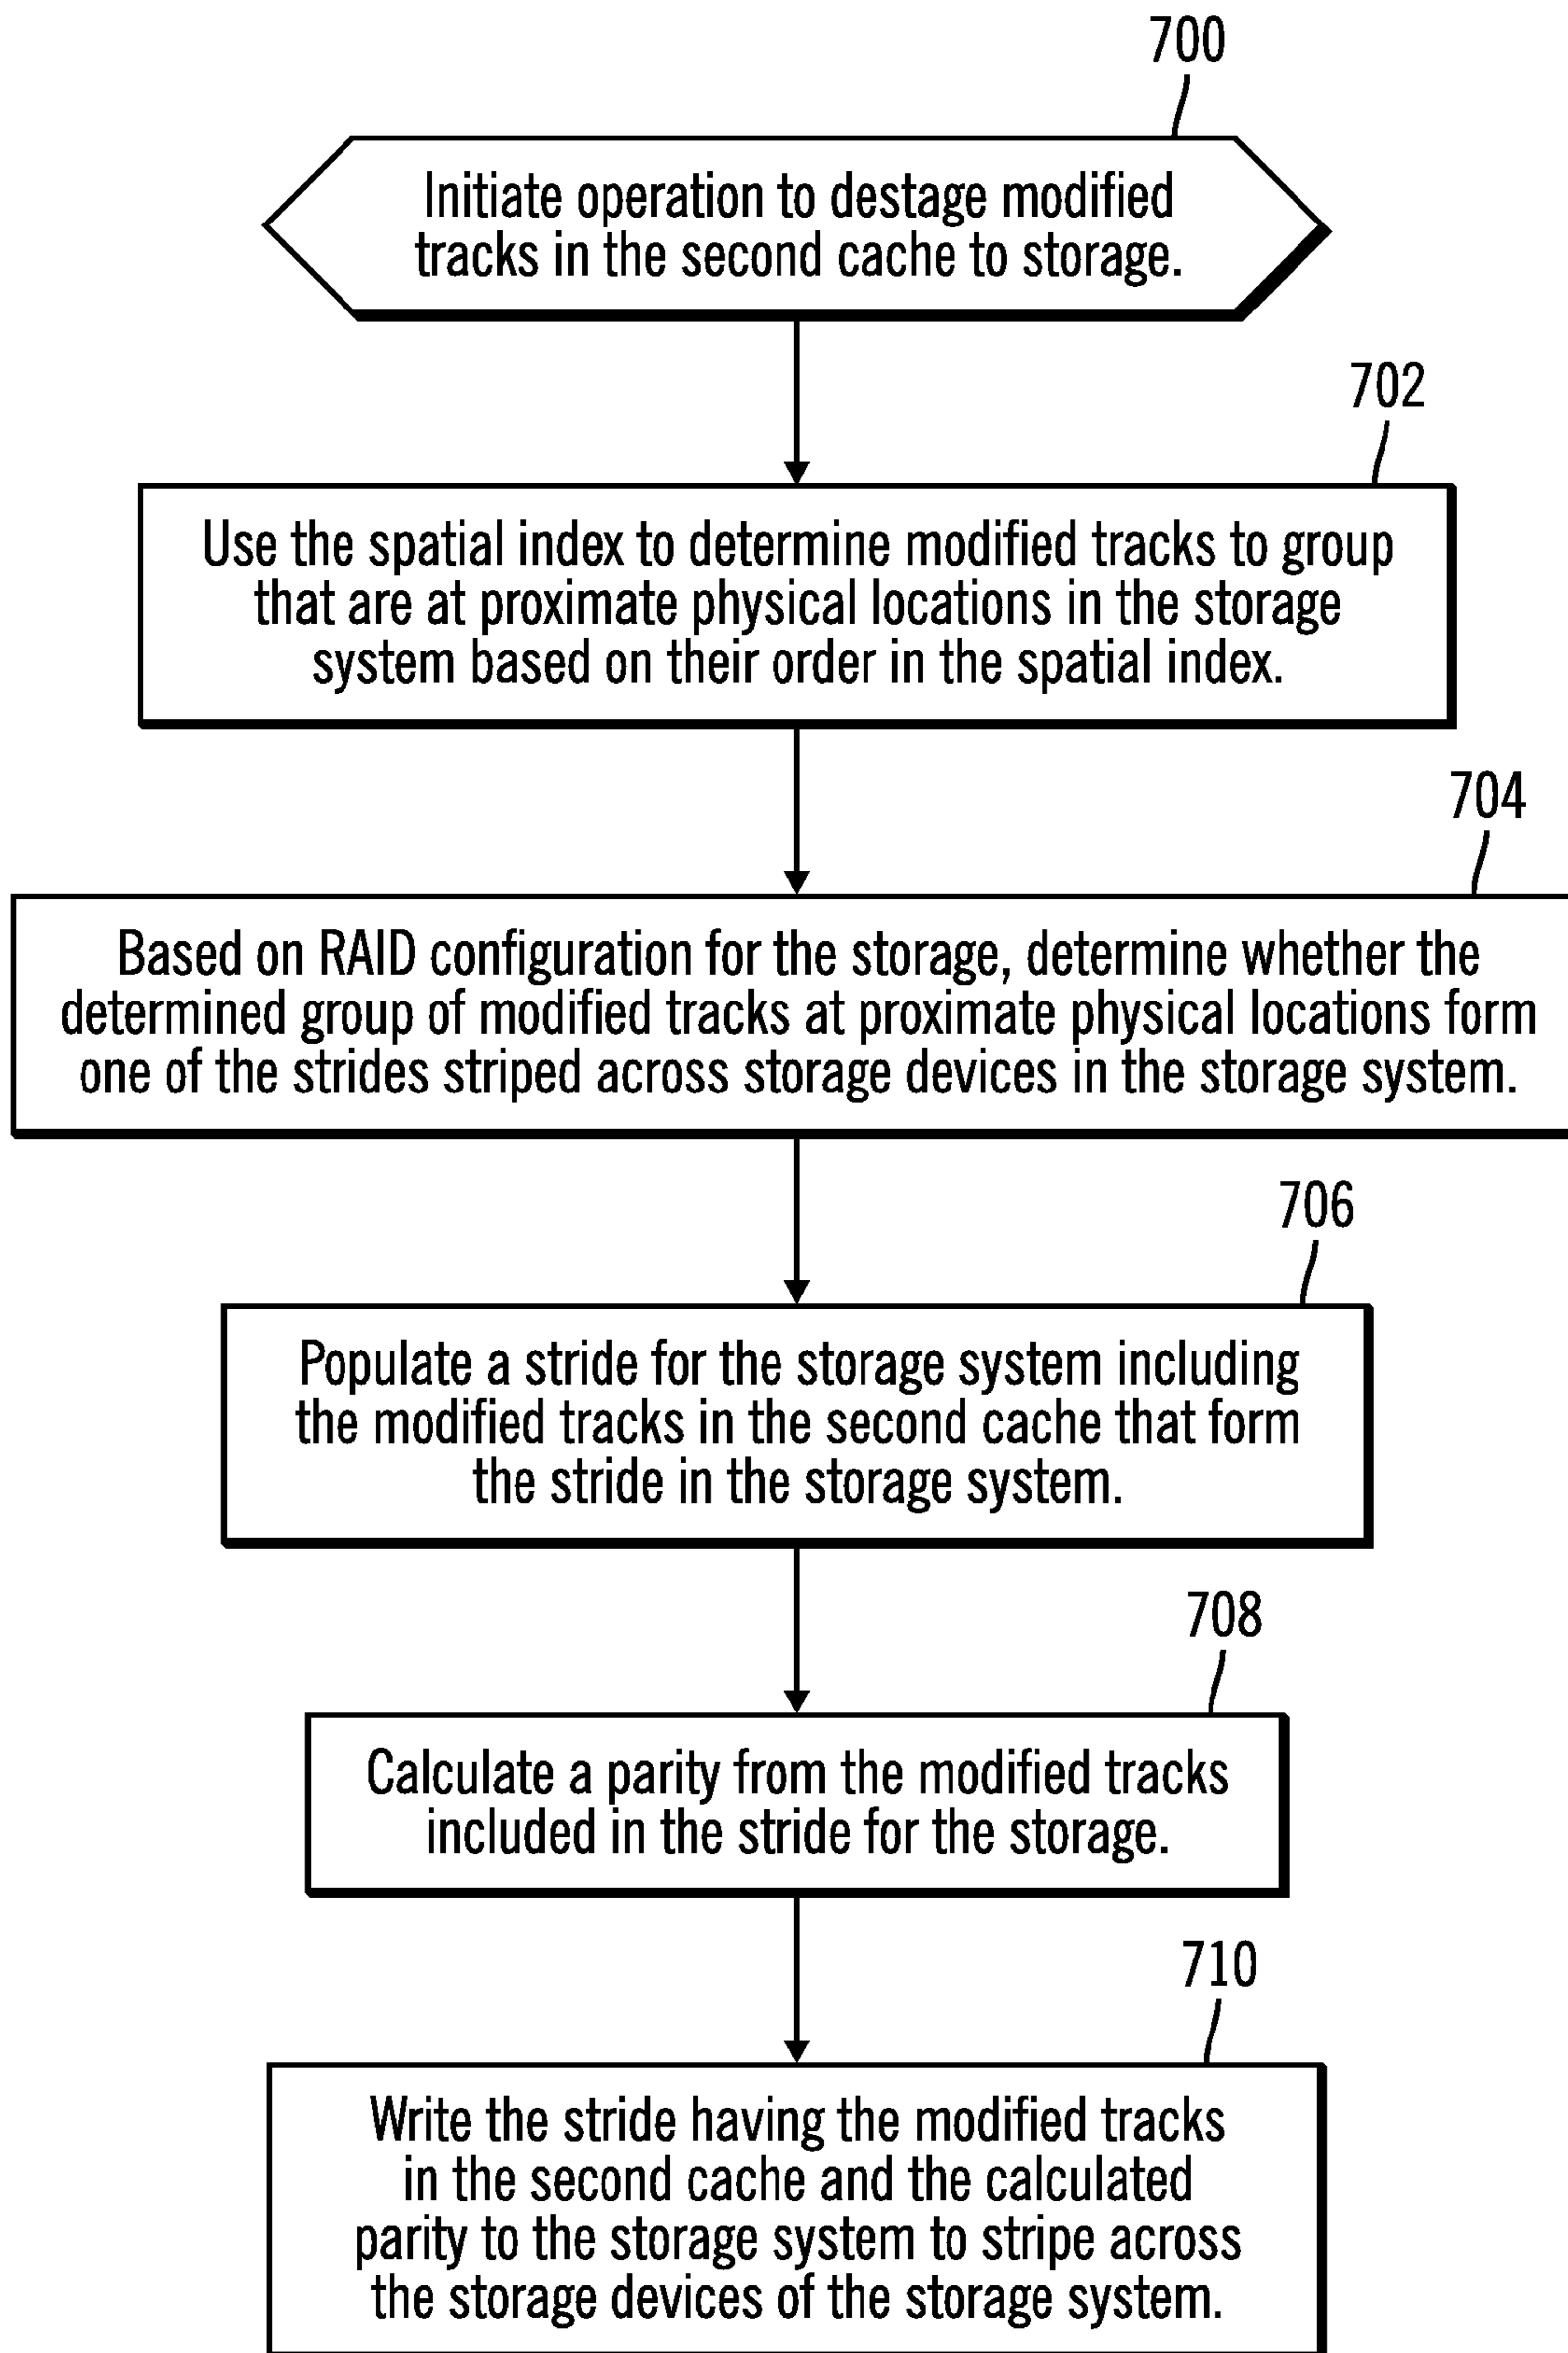 700
Initiate operation to destage modified
tracks in the second cache to storage.
702
Use the spatial index to determine modified tracks to group
that are at proximate physical locations in the storage
system based on their order in the spatial index.
704
Based on RAID configuration for the storage, determine whether the
determined group of modified tracks at proximate physical locations form
one of the strides striped across storage devices in the storage system.
706
Populate a stride for the storage system including
the modified tracks in the second cache that form
the stride in the storage system.
708
Calculate a parity from the modified tracks
included in the stride for the storage.
710
Write the stride having the modified tracks
in the second cache and the calculated
parity to the storage system to stripe across
the storage devices of the storage system.